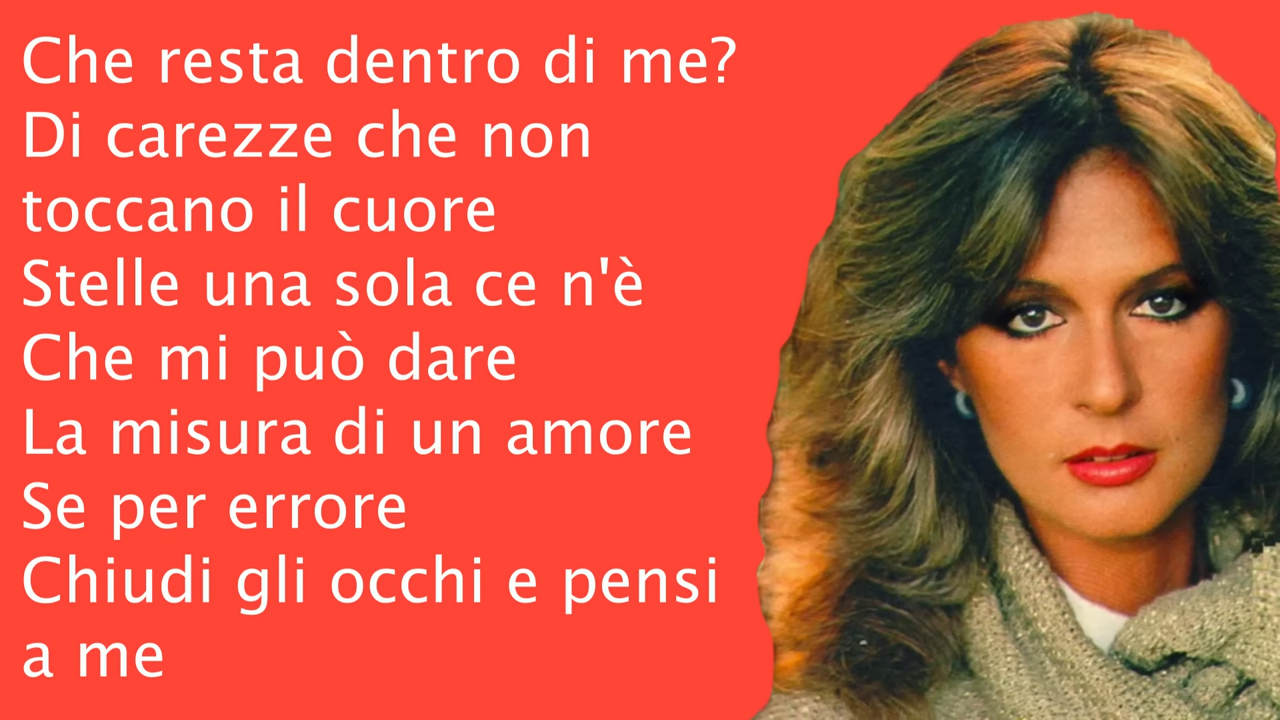 Che resta dentro di me?
Di carezze che non
toccano il cuore
Stelle una sola ce n'è
Che mi può dare
La misura di un amore
Se per errore
Chiudi gli occhi e pensi
a me